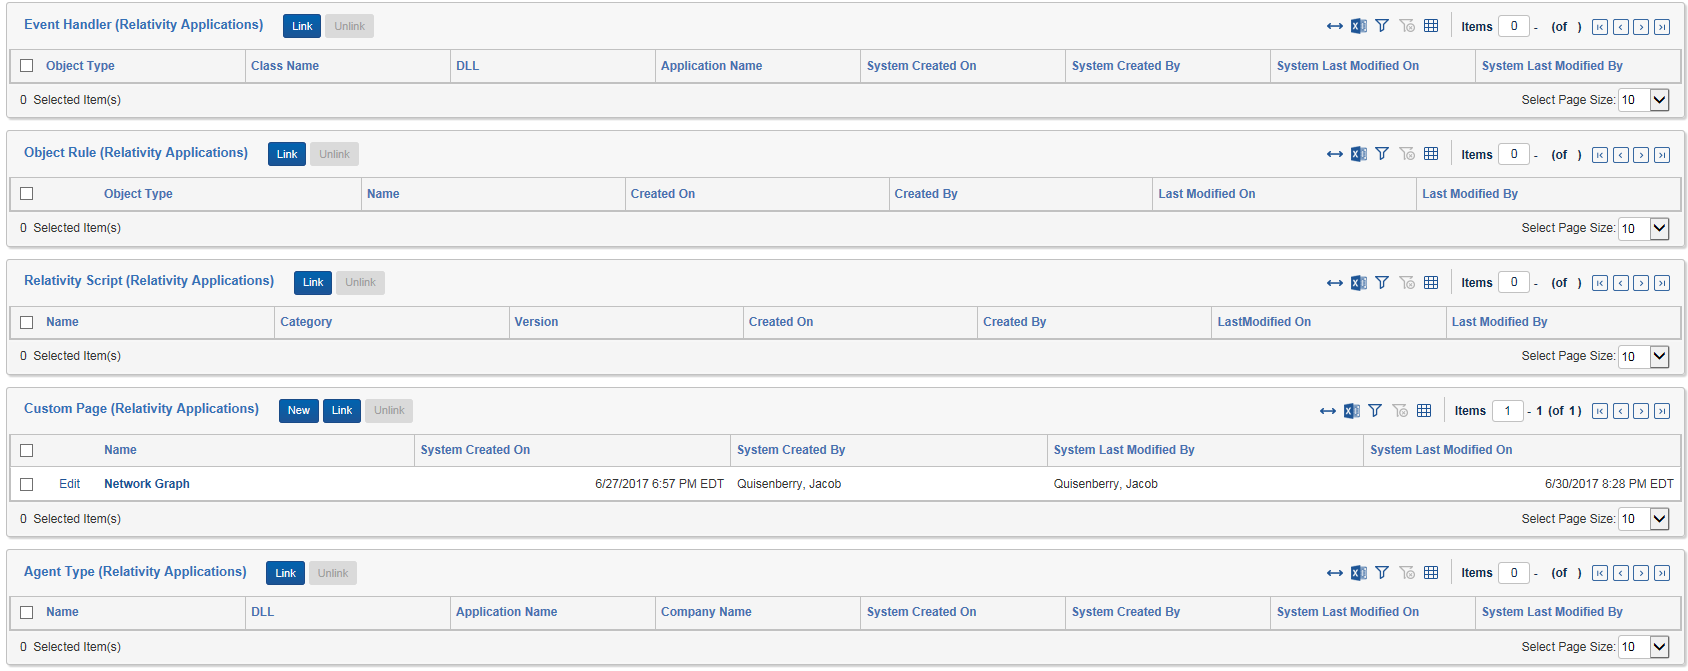 Event Handler (Relativity Applications) Link Unlink Items 0 - (of )
Object Type Class Name DLL Application Name System Created On System Created By System Last Modified On System Last Modified By
0 Selected Item(s) Select Page Size: 10
Object Rule (Relativity Applications) Link Unlink Items 0 - (of )
Object Type Name Created On Created By Last Modified On Last Modified By
0 Selected Item(s) Select Page Size: 10
Relativity Script (Relativity Applications) Link Unlink Items 0 - (of )
Name Category Version Created On Created By LastModified On Last Modified By
0 Selected Item(s) Select Page Size: 10
Custom Page (Relativity Applications) New Link Unlink Items 1 - 1 (of 1)
Name System Created On System Created By System Last Modified By System Last Modified On
Edit Network Graph 6/27/2017 6:57 PM EDT Quisenberry, Jacob Quisenberry, Jacob 6/30/2017 8:28 PM EDT
0 Selected Item(s) Select Page Size: 10
Agent Type (Relativity Applications) Link Unlink Items 0 - (of )
Name DLL Application Name Company Name System Created On System Created By System Last Modified On System Last Modified By
0 Selected Item(s) Select Page Size: 10